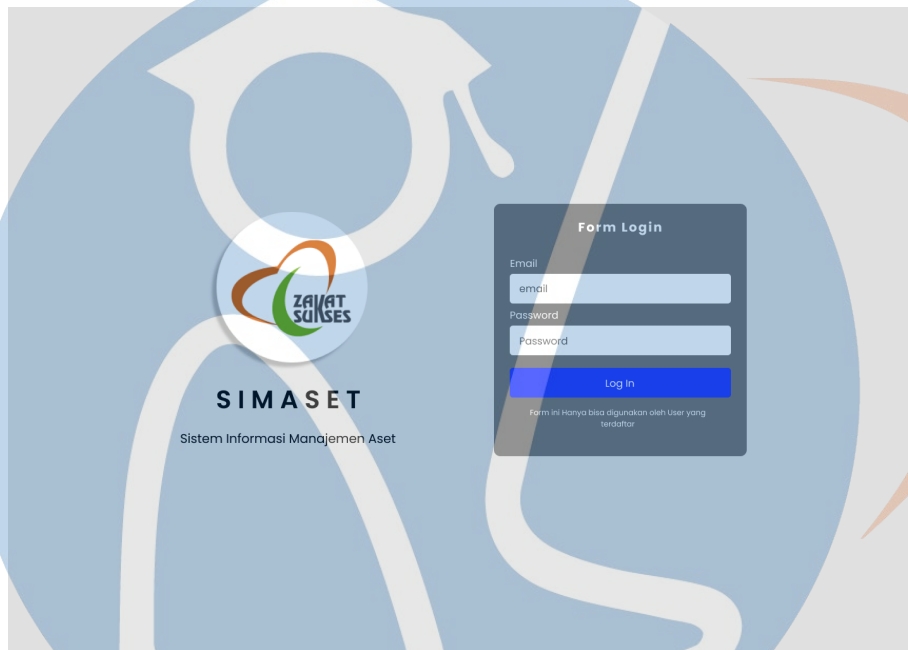 ZAKAT
SUKSES
SIMASET
Sistem Informasi Manajemen Aset
Form Login
Email
email
Password
Password
Log In
Form ini Hanya bisa digunakan oleh User yang
terdaftar